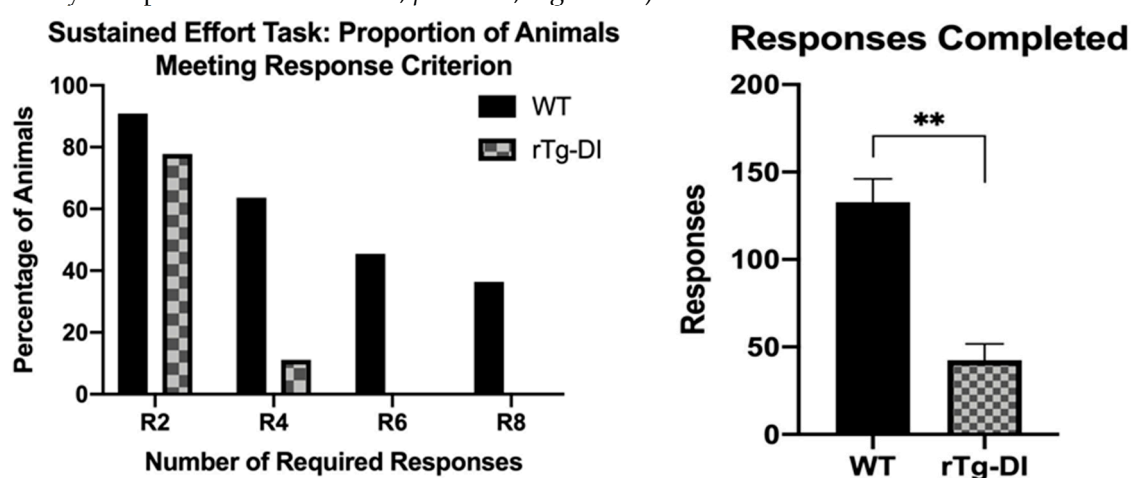 Sustained Effort Task: Proportion of Animals
Meeting Response Criterion
100
80
60
40
20
0
Percentage of Animals
WT
rTg-DI
R2 R4 R6 R8
Number of Required Responses
Responses Completed
200
150
100
50
0
Responses
**
WT rTg-DI